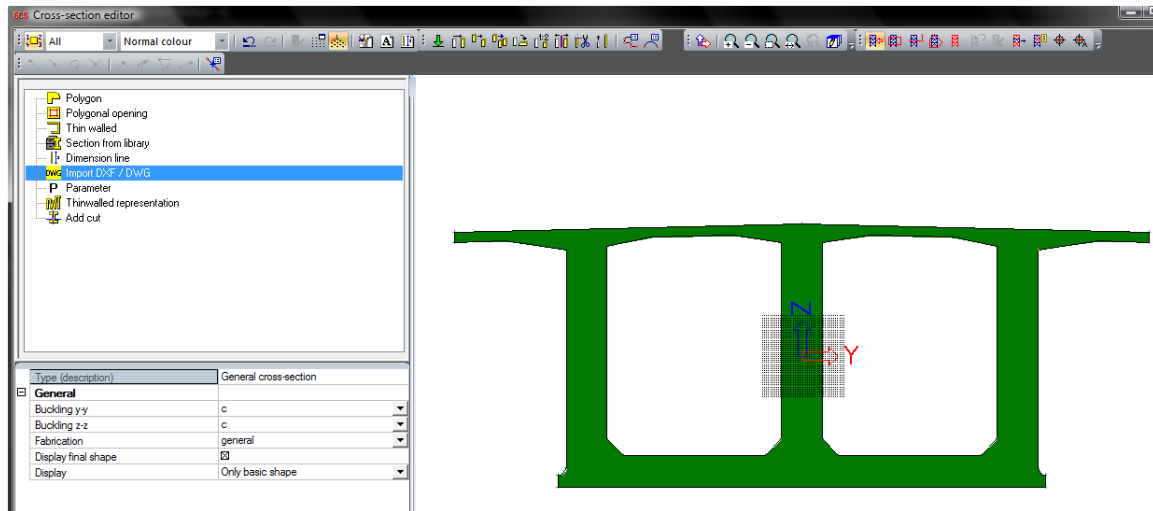 SCS Cross-section editor
All Normal colour
Polygon
Polygonal opening
Thin walled
Section from library
Dimension line
DWG Import DXF / DWG
P Parameter
Thinwalled representation
Add cut
Type (description) General cross-section
General
Buckling y-y c
Buckling z-z c
Fabrication general
Display final shape
Display Only basic shape
Z
Y